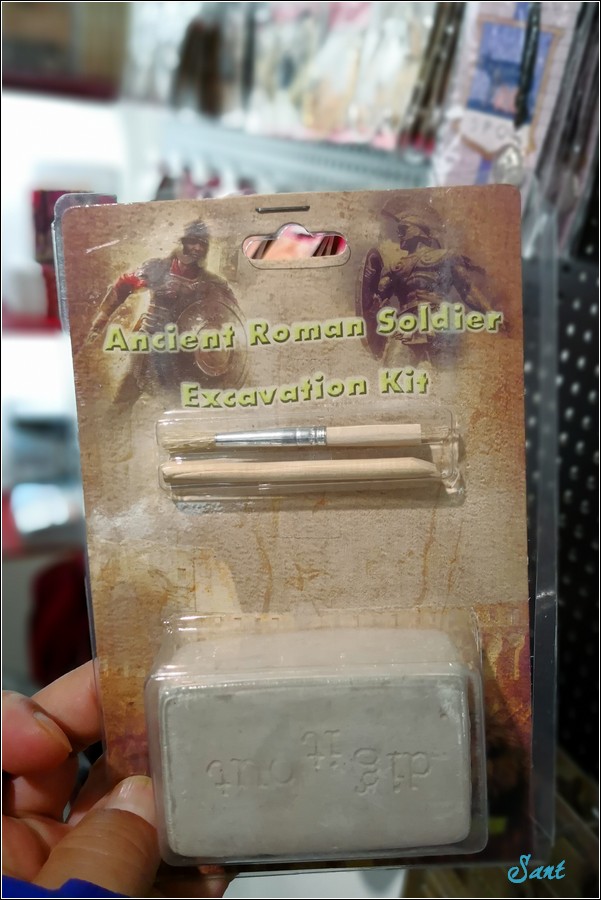 Ancient Roman Soldier
Excavation Kit
dig
it
out
Sant